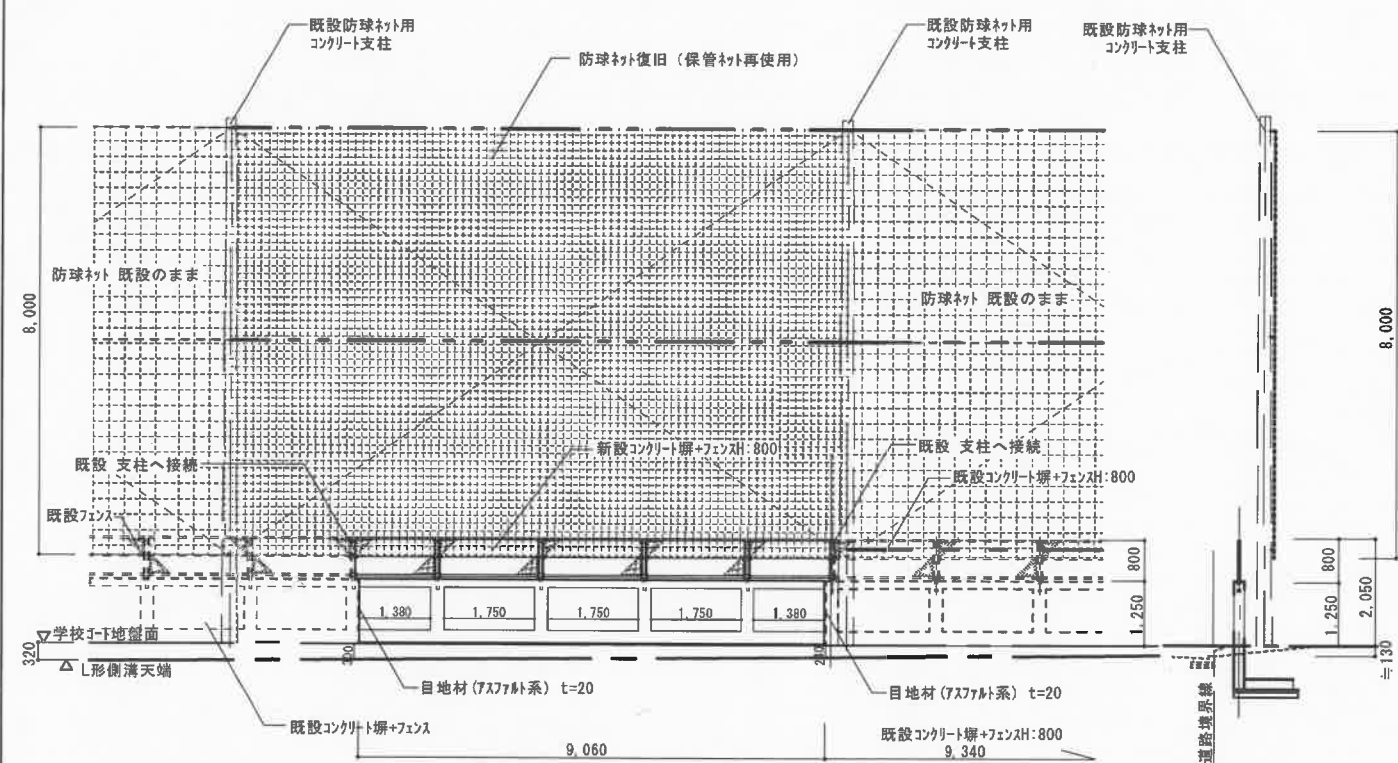 既設防球ネット用
コンクリート支柱
既設防球ネット用
コンクリート支柱
既設防球ネット用
コンクリート支柱
防球ネット復旧（保管ネット再使用）
8,000
8,000
防球ネット 既設のまま
防球ネット 既設のまま
既設 支柱へ接続
新設コンクリート塀+フェンスH:800
既設 支柱へ接続
既設コンクリート塀+フェンスH:800
既設フェンス
800
1,250
800
1,250
2,050
≒130
1,380
1,750
1,750
1,750
1,380
▽学校コート地盤面
320
△ L形側溝天端
目地材(アスファルト系) t=20
目地材(アスファルト系) t=20
既設コンクリート塀+フェンス
既設コンクリート塀+フェンスH:800
9,060
9,340
道路境界線